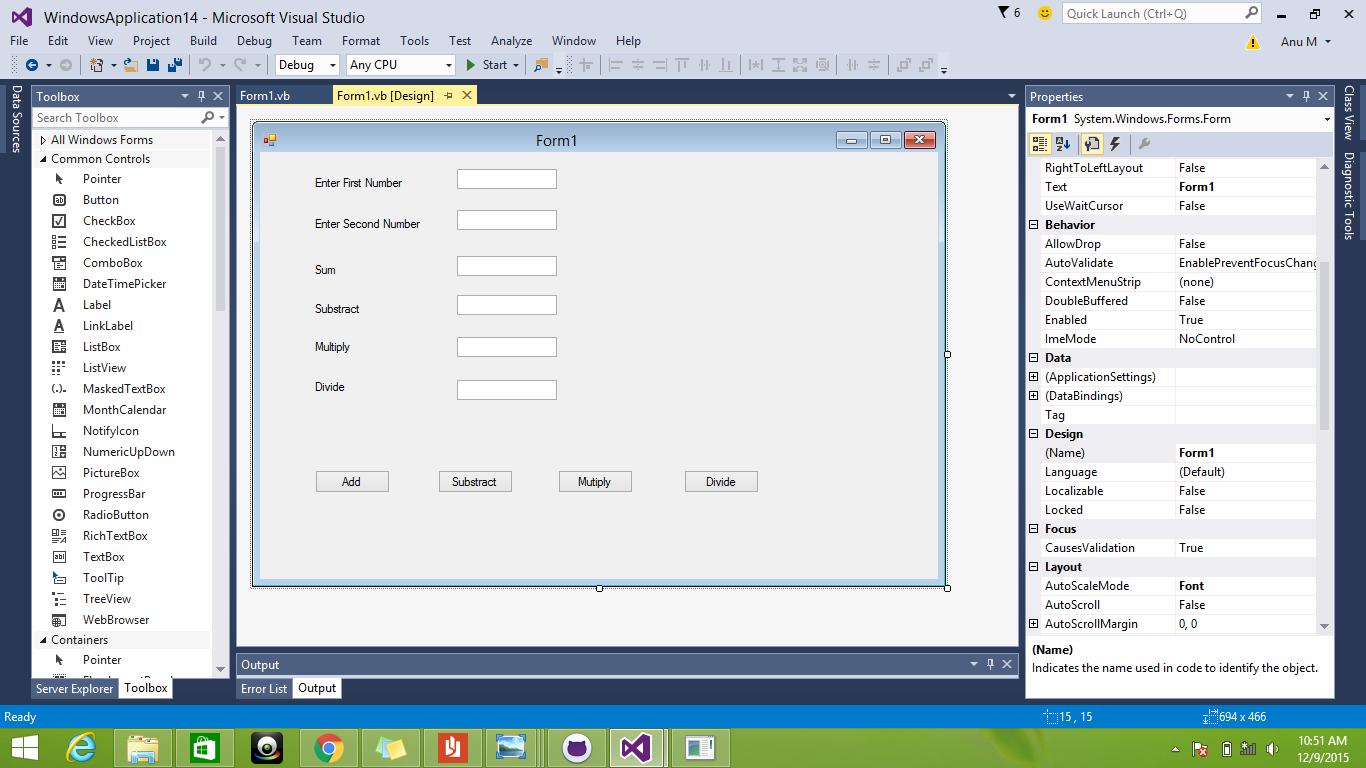 WindowsApplication14 - Microsoft Visual Studio
6
Quick Launch (Ctrl+Q)
File Edit View Project Build Debug Team Format Tools Test Analyze Window Help
Anu M
Debug Any CPU Start
Data Sources
Toolbox
Search Toolbox
All Windows Forms
Common Controls
Pointer
Button
CheckBox
CheckedListBox
ComboBox
DateTimePicker
Label
LinkLabel
ListBox
ListView
MaskedTextBox
MonthCalendar
NotifyIcon
NumericUpDown
PictureBox
ProgressBar
RadioButton
RichTextBox
TextBox
ToolTip
TreeView
WebBrowser
Containers
Pointer
Server Explorer Toolbox
Form1.vb Form1.vb [Design]
Form1
Enter First Number
Enter Second Number
Sum
Substract
Multiply
Divide
Add Substract Mutiply Divide
Output
Error List Output
Properties
Form1 System.Windows.Forms.Form
RightToLeftLayout False
Text Form1
UseWaitCursor False
Behavior
AllowDrop False
AutoValidate EnablePreventFocusChang
ContextMenuStrip (none)
DoubleBuffered False
Enabled True
ImeMode NoControl
Data
(ApplicationSettings)
(DataBindings)
Tag
Design
(Name) Form1
Language (Default)
Localizable False
Locked False
Focus
CausesValidation True
Layout
AutoScaleMode Font
AutoScroll False
AutoScrollMargin 0, 0
(Name)
Indicates the name used in code to identify the object.
Class View
Diagnostic Tools
Ready 15 , 15 694 x 466
10:51 AM
12/9/2015